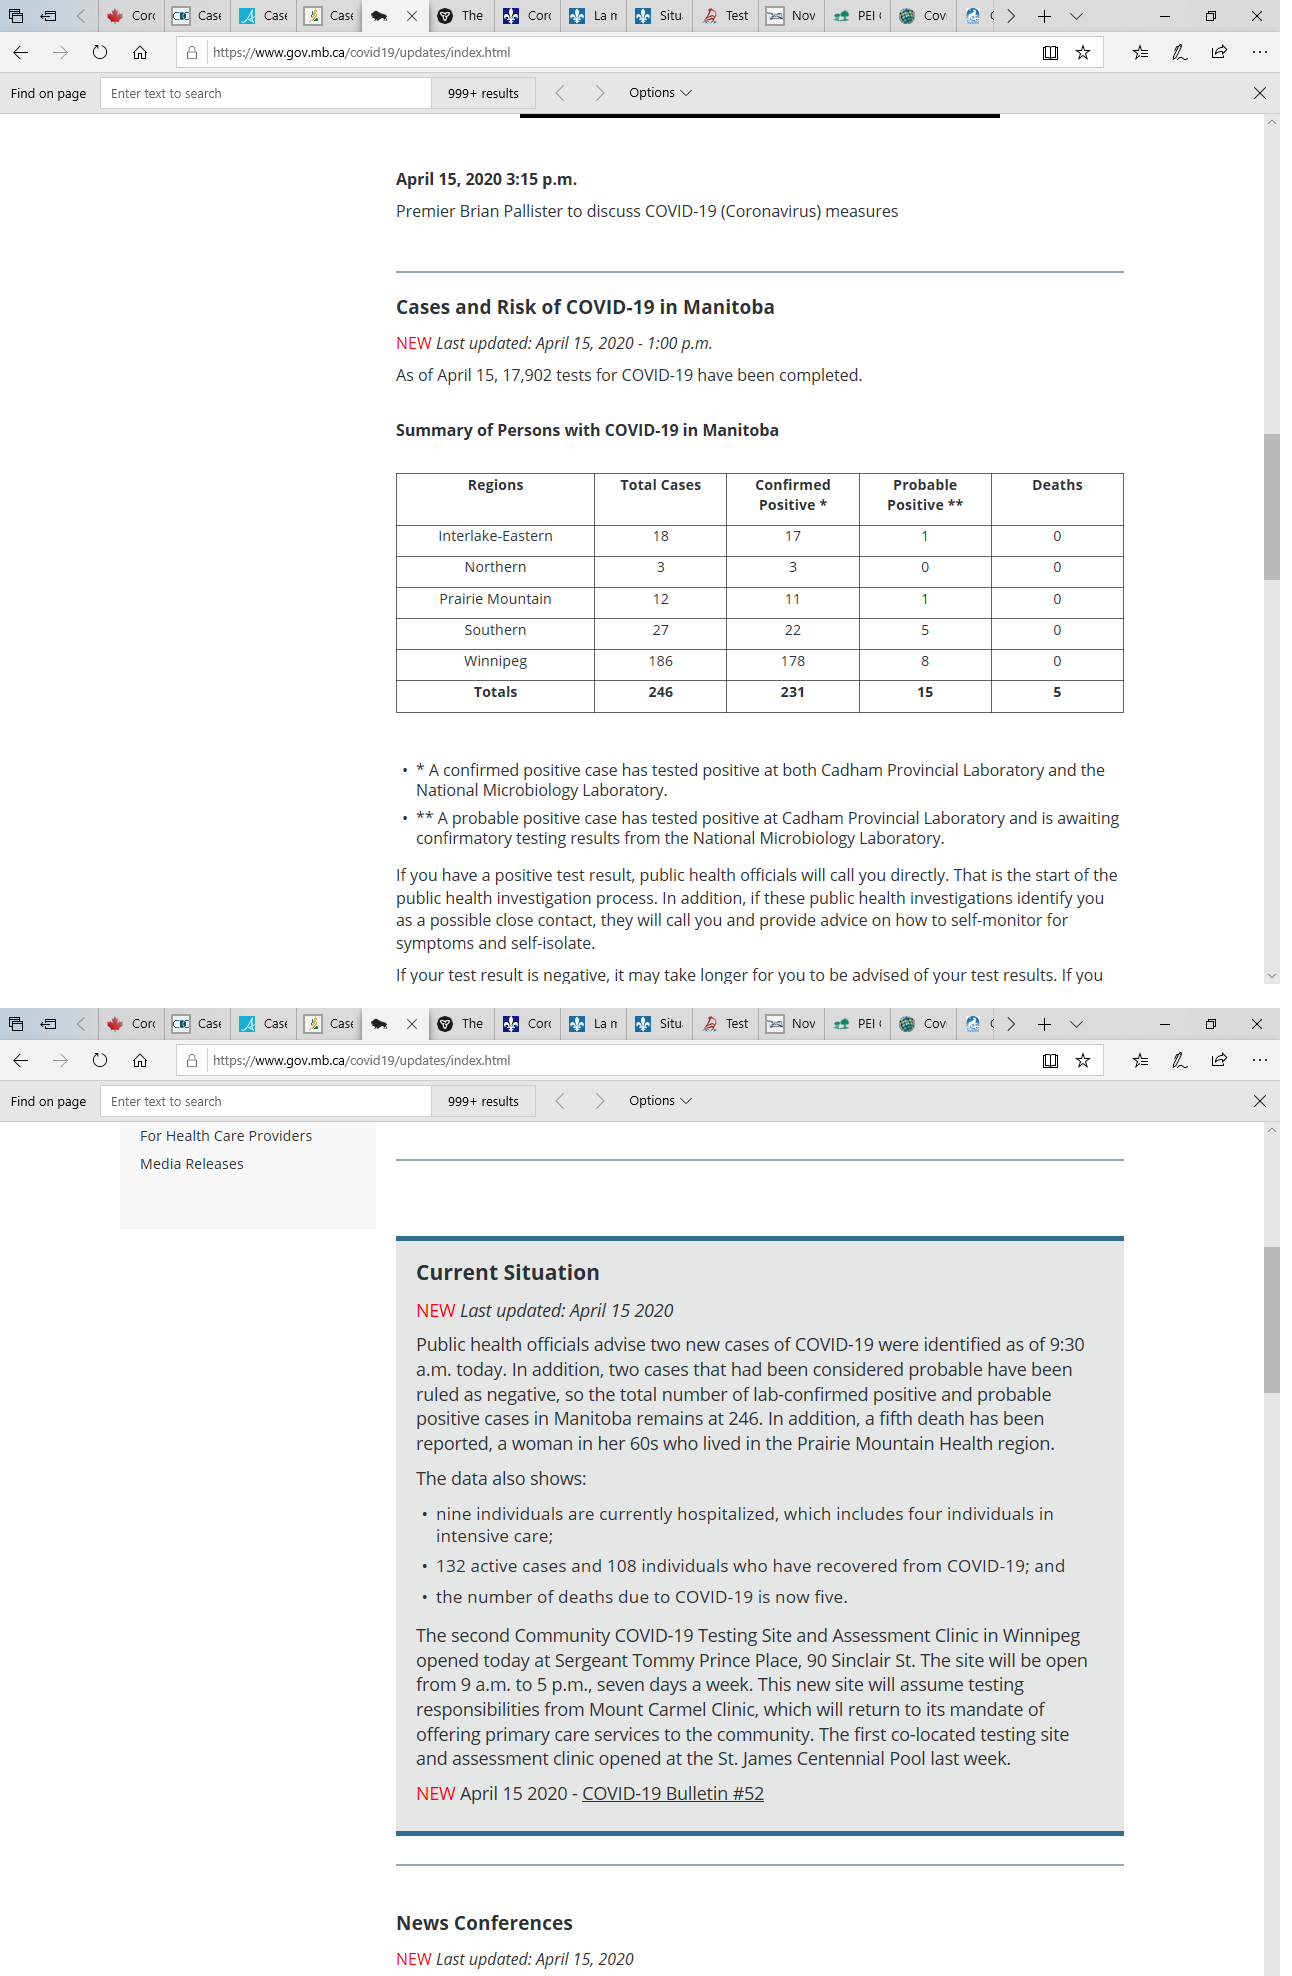 Corc Case Case Case The Corc La n Situ Test Nov PEI Cov
https://www.gov.mb.ca/covid19/updates/index.html
Find on page Enter text to search 999+ results Options
April 15, 2020 3:15 p.m.
Premier Brian Pallister to discuss COVID-19 (Coronavirus) measures
Cases and Risk of COVID-19 in Manitoba
NEW Last updated: April 15, 2020 - 1:00 p.m.
As of April 15, 17,902 tests for COVID-19 have been completed.
Summary of Persons with COVID-19 in Manitoba
Regions Total Cases Confirmed Probable Deaths
Positive * Positive **
Interlake-Eastern 18 17 1 0
Northern 3 3 0 0
Prairie Mountain 12 11 1 0
Southern 27 22 5 0
Winnipeg 186 178 8 0
Totals 246 231 15 5
• * A confirmed positive case has tested positive at both Cadham Provincial Laboratory and the
National Microbiology Laboratory.
• ** A probable positive case has tested positive at Cadham Provincial Laboratory and is awaiting
confirmatory testing results from the National Microbiology Laboratory.
If you have a positive test result, public health officials will call you directly. That is the start of the
public health investigation process. In addition, if these public health investigations identify you
as a possible close contact, they will call you and provide advice on how to self-monitor for
symptoms and self-isolate.
If your test result is negative, it may take longer for you to be advised of your test results. If you
Corc Case Case Case The Corc La n Situ Test Nov PEI Cov
https://www.gov.mb.ca/covid19/updates/index.html
Find on page Enter text to search 999+ results Options
For Health Care Providers
Media Releases
Current Situation
NEW Last updated: April 15 2020
Public health officials advise two new cases of COVID-19 were identified as of 9:30
a.m. today. In addition, two cases that had been considered probable have been
ruled as negative, so the total number of lab-confirmed positive and probable
positive cases in Manitoba remains at 246. In addition, a fifth death has been
reported, a woman in her 60s who lived in the Prairie Mountain Health region.
The data also shows:
• nine individuals are currently hospitalized, which includes four individuals in
intensive care;
• 132 active cases and 108 individuals who have recovered from COVID-19; and
• the number of deaths due to COVID-19 is now five.
The second Community COVID-19 Testing Site and Assessment Clinic in Winnipeg
opened today at Sergeant Tommy Prince Place, 90 Sinclair St. The site will be open
from 9 a.m. to 5 p.m., seven days a week. This new site will assume testing
responsibilities from Mount Carmel Clinic, which will return to its mandate of
offering primary care services to the community. The first co-located testing site
and assessment clinic opened at the St. James Centennial Pool last week.
NEW April 15 2020 - COVID-19 Bulletin #52
News Conferences
NEW Last updated: April 15, 2020